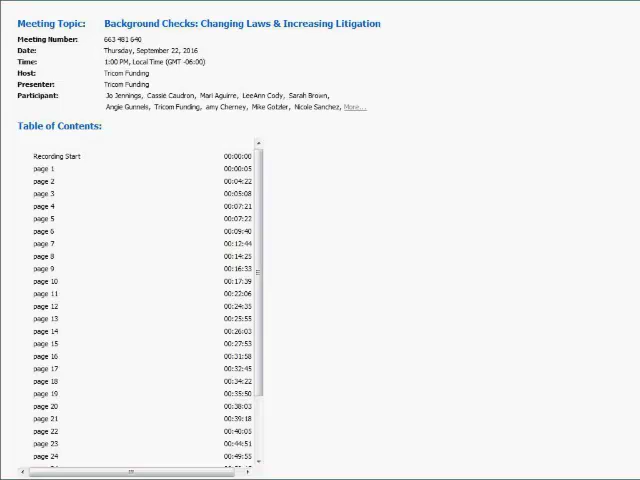 Meeting Topic: Background Checks: Changing Laws & Increasing Litigation
Meeting Number: 663 481 640
Date: Thursday, September 22, 2016
Time: 1:00 PM, Local Time (GMT -06:00)
Host: Tricom Funding
Presenter: Tricom Funding
Participant: Jo Jennings, Cassie Caudron, Mari Aguirre, LeeAnn Cody, Sarah Brown,
Angie Gunnels, Tricom Funding, amy Cherney, Mike Gotzler, Nicole Sanchez, More...
Table of Contents:
Recording Start 00:00:00
page 1 00:00:05
page 2 00:04:22
page 3 00:05:08
page 4 00:07:21
page 5 00:07:22
page 6 00:09:40
page 7 00:12:44
page 8 00:14:25
page 9 00:16:33
page 10 00:17:39
page 11 00:22:06
page 12 00:24:35
page 13 00:25:55
page 14 00:26:03
page 15 00:27:53
page 16 00:31:58
page 17 00:32:45
page 18 00:34:22
page 19 00:35:50
page 20 00:38:03
page 21 00:39:18
page 22 00:40:05
page 23 00:44:51
page 24 00:49:55